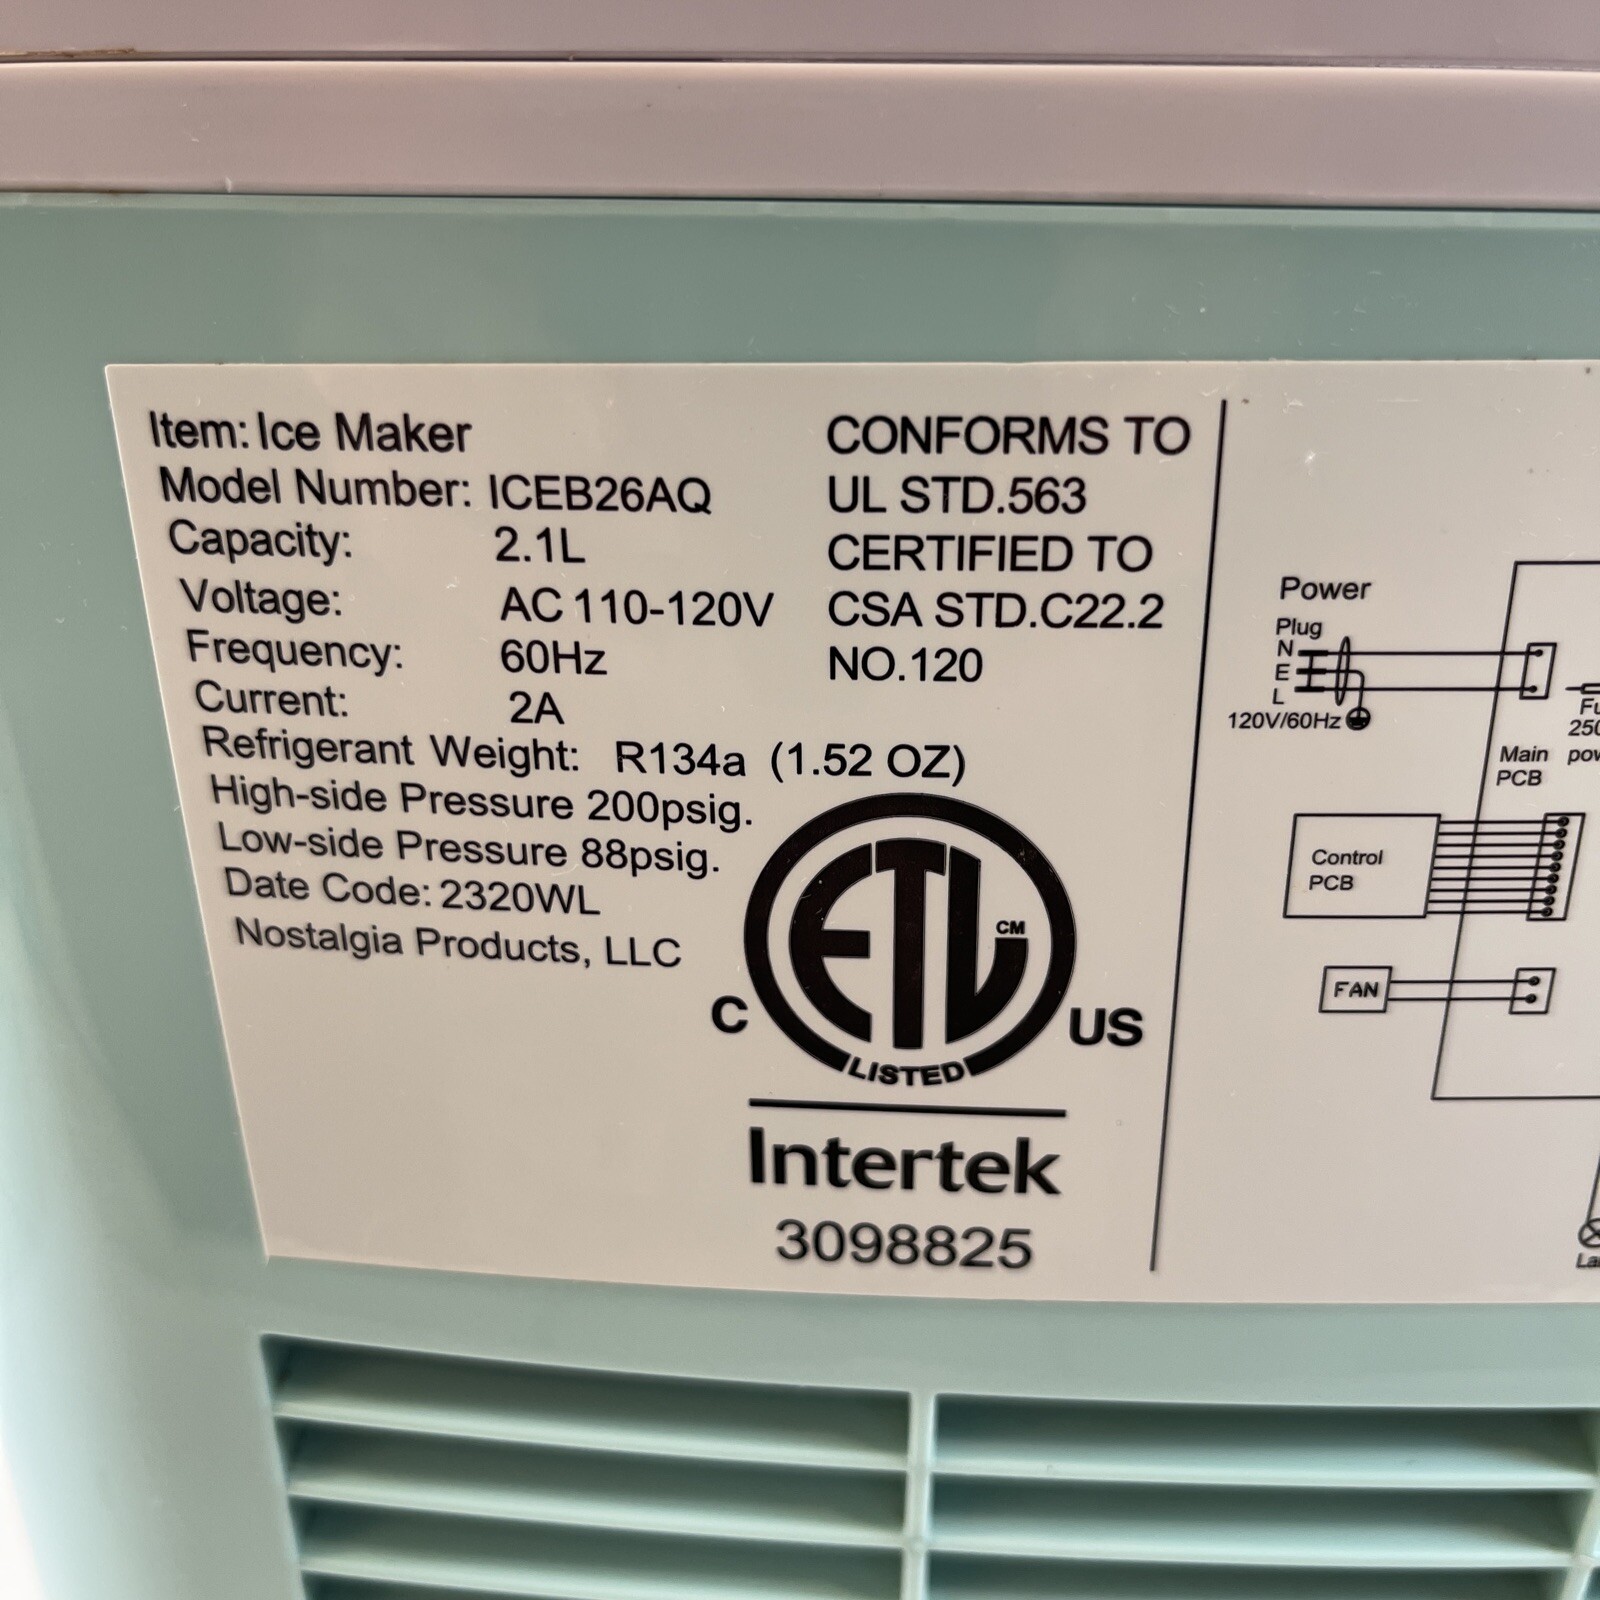 Item: Ice Maker
Model Number: ICEB26AQ
Capacity: 2.1L
Voltage: AC 110-120V
Frequency: 60Hz
Current: 2A
Refrigerant Weight: R134a (1.52 OZ)
High-side Pressure 200psig.
Low-side Pressure 88psig.
Date Code: 2320WL
Nostalgia Products, LLC
CONFORMS TO
UL STD.563
CERTIFIED TO
CSA STD.C22.2
NO.120
C ETL CM US
LISTED
Intertek
3098825
Power
Plug
N
E
L
120V/60Hz
Main
PCB
Control
PCB
FAN